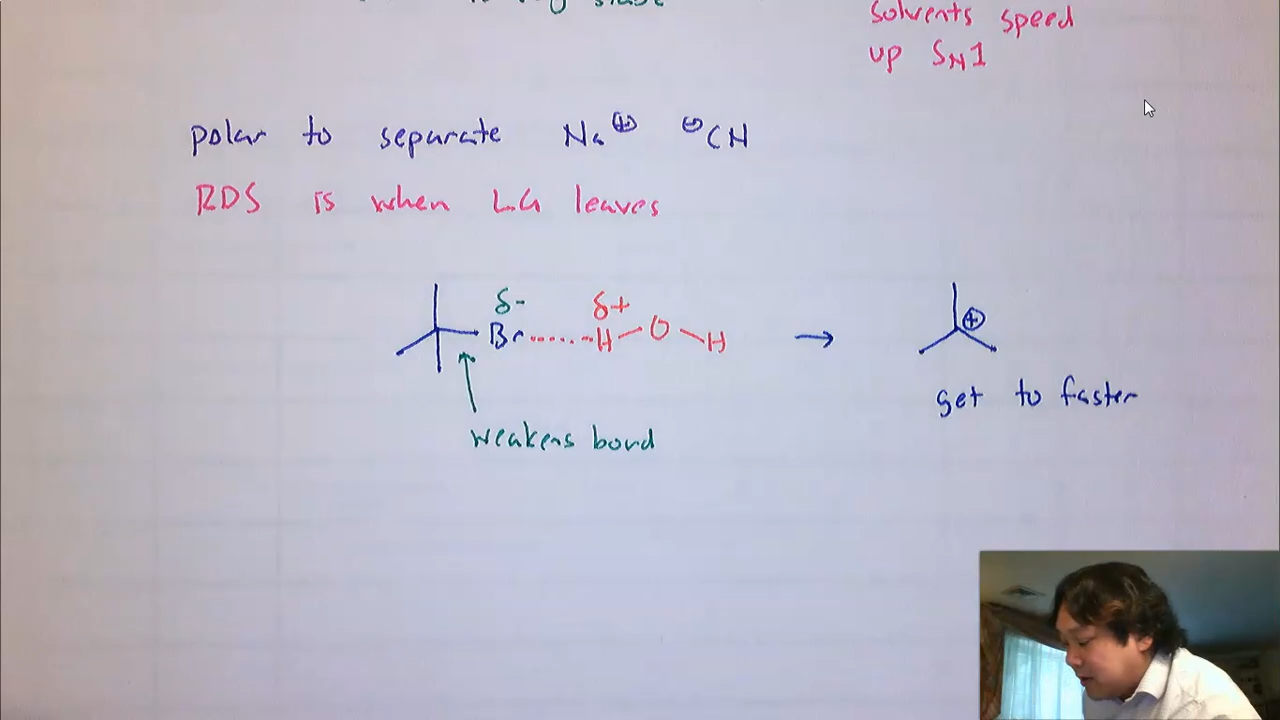 Solvents speed
up SN1
polar to separate Na⊕ ⊖CN
RDS is when LG leaves
δ- δ+
Br......H-O-H → ⊕
get to faster
weakens bond